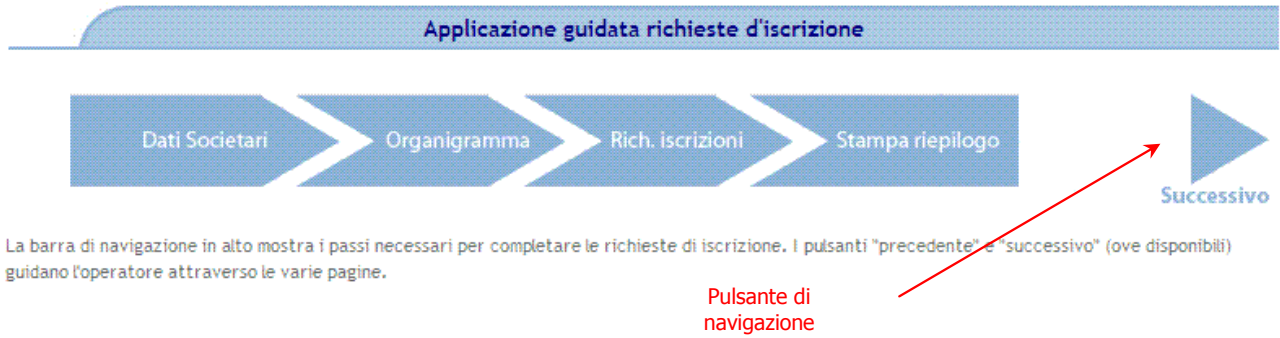 Applicazione guidata richieste d'iscrizione
Dati Societari
Organigramma
Rich. iscrizioni
Stampa riepilogo
Successivo
La barra di navigazione in alto mostra i passi necessari per completare le richieste di iscrizione. I pulsanti "precedente" e "successivo" (ove disponibili)
guidano l'operatore attraverso le varie pagine.
Pulsante di
navigazione